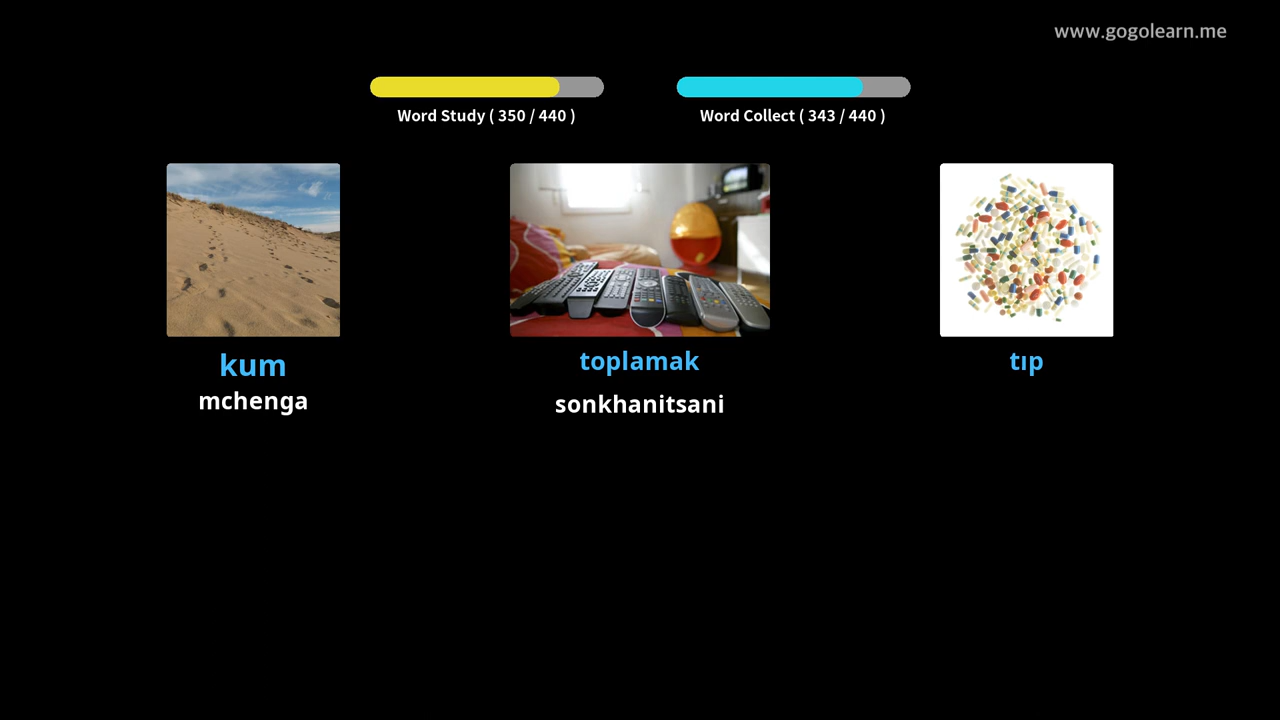 www.gogolearn.me
Word Study ( 350 / 440 )
Word Collect ( 343 / 440 )
kum
mchenga
toplamak
sonkhanitsani
tıp